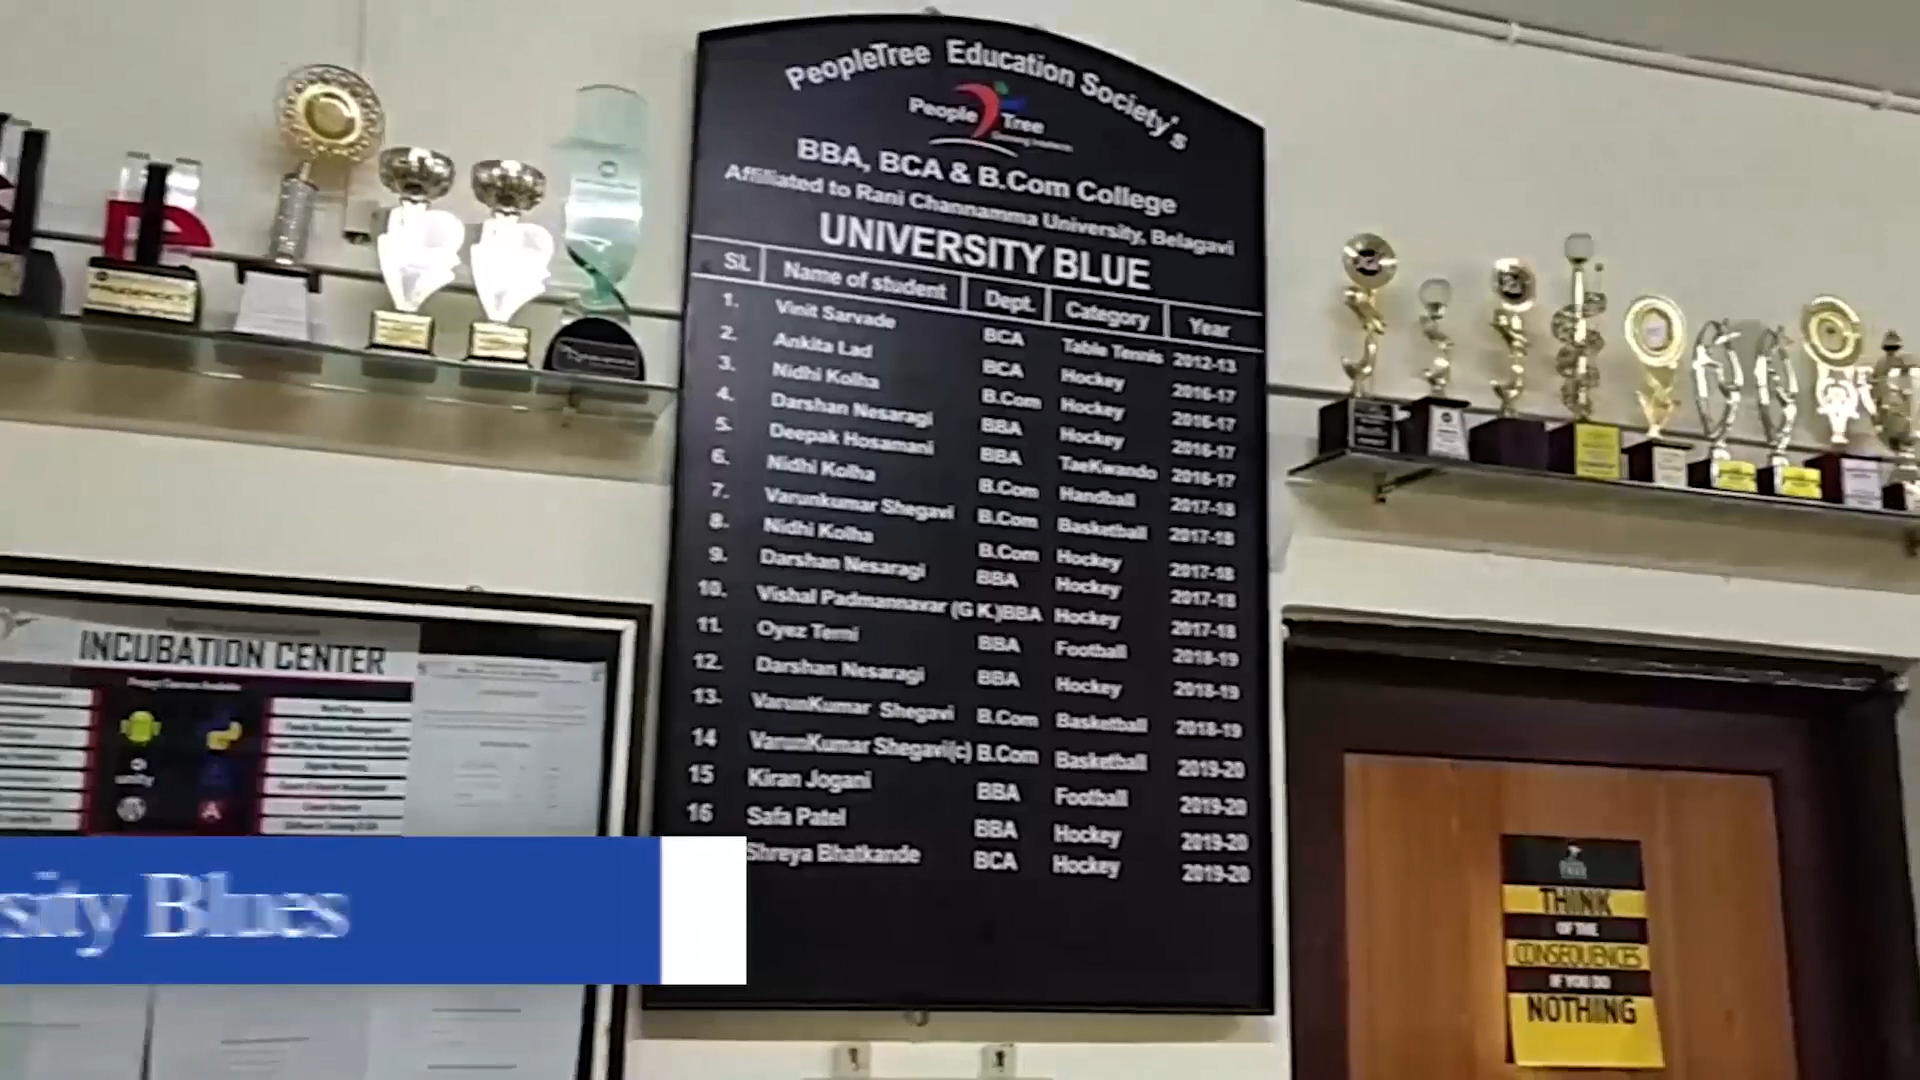 PeopleTree Education Society's
People Tree
BBA, BCA & B.Com College
Affiliated to Rani Channamma University, Belagavi
UNIVERSITY BLUE
SL Name of student Dept. Category Year
1. Vinit Sarvade BCA Table Tennis 2012-13
2. Ankita Lad BCA Hockey 2016-17
3. Nidhi Kolha B.Com Hockey 2016-17
4. Darshan Nesaragi BBA Hockey 2016-17
5. Deepak Hosamani BBA TaeKwando 2016-17
6. Nidhi Kolha B.Com Handball 2017-18
7. Varunkumar Shegavi B.Com Basketball 2017-18
8. Nidhi Kolha B.Com Hockey 2017-18
9. Darshan Nesaragi BBA Hockey 2017-18
10. Vishal Padmannavar (G K.)BBA Hockey 2017-18
11. Oyez Temi BBA Football 2018-19
12. Darshan Nesaragi BBA Hockey 2018-19
13. VarunKumar Shegavi B.Com Basketball 2018-19
14 VarunKumar Shegavi(c) B.Com Basketball 2019-20
15 Kiran Jogani BBA Football 2019-20
16 Safa Patel BBA Hockey 2019-20
Shreya Bhatkande BCA Hockey 2019-20
INCUBATION CENTER
unity
sity Blues
THINK
OF THE
CONSEQUENCES
IF YOU DO
NOTHING